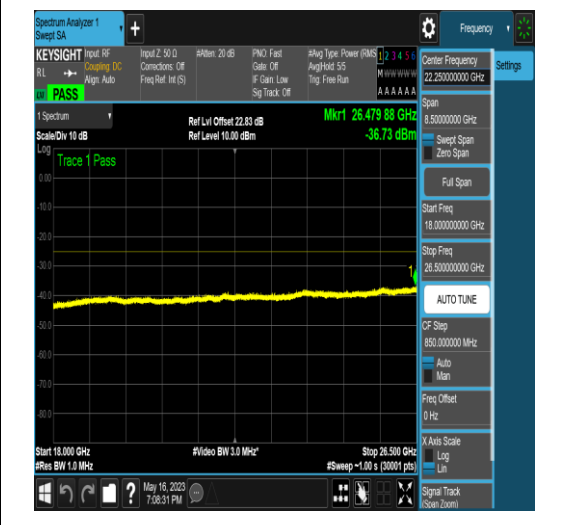 Spectrum Analyzer 1
Swept SA
+
Frequency
KEYSIGHT
Input: RF
Coupling: DC
Align: Auto
Input Z: 50 Ω
Corrections: Off
Freq Ref: Int (S)
#Atten: 20 dB
PNO: Fast
Gate: Off
IF Gain: Low
Sig Track: Off
#Avg Type: Power (RMS
Avg|Hold: 5/5
Trig: Free Run
1 2 3 4 5 6
M w w w w w
A A A A A A
RL
PASS
1 Spectrum
Scale/Div 10 dB
Ref Lvl Offset 22.83 dB
Ref Level 10.00 dBm
Mkr1 26.479 88 GHz
-36.73 dBm
Log
Trace 1 Pass
0.00
-10.0
-20.0
-30.0
1
-40.0
-50.0
-60.0
-70.0
-80.0
Start 18.000 GHz
#Res BW 1.0 MHz
#Video BW 3.0 MHz*
Stop 26.500 GHz
#Sweep ~1.00 s (30001 pts)
?
May 16, 2023
7:08:31 PM
Settings
Center Frequency
22.250000000 GHz
Span
8.50000000 GHz
Swept Span
Zero Span
Full Span
Start Freq
18.000000000 GHz
Stop Freq
26.500000000 GHz
AUTO TUNE
CF Step
850.000000 MHz
Auto
Man
Freq Offset
0 Hz
X Axis Scale
Log
Lin
Signal Track
(Span Zoom)